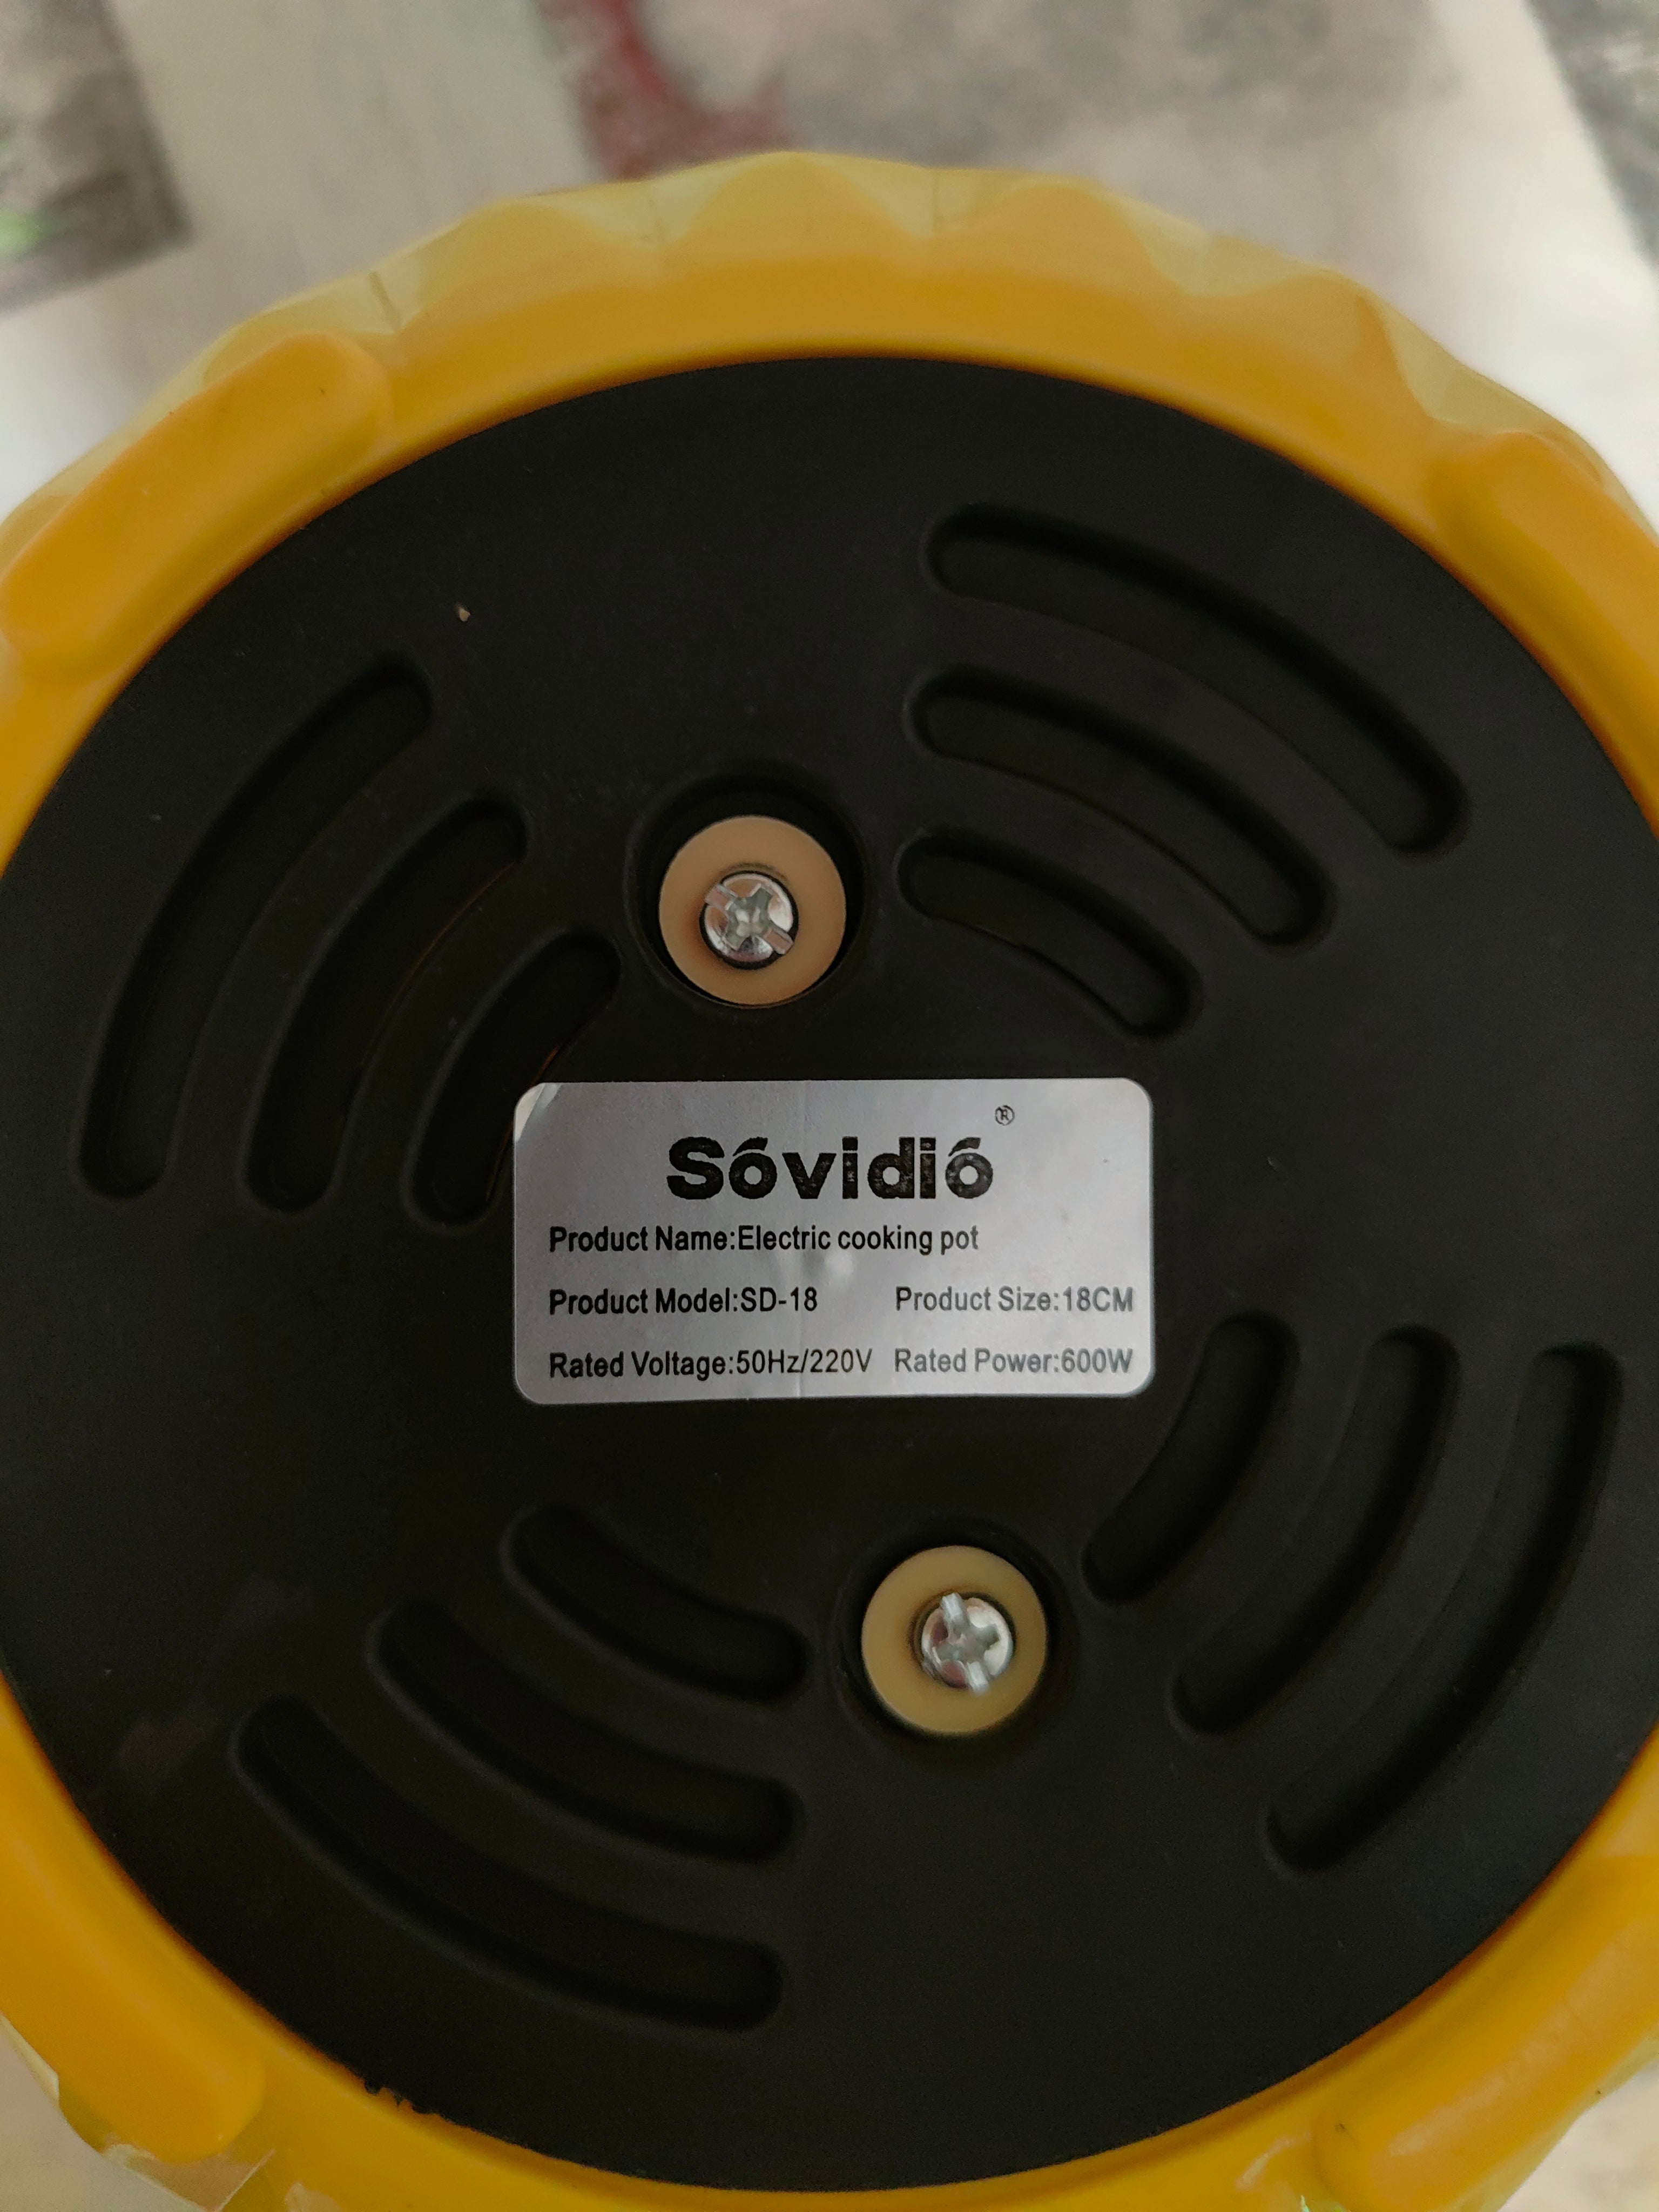 Sóvidió®
Product Name:Electric cooking pot
Product Model:SD-18 Product Size:18CM
Rated Voltage:50Hz/220V Rated Power:600W